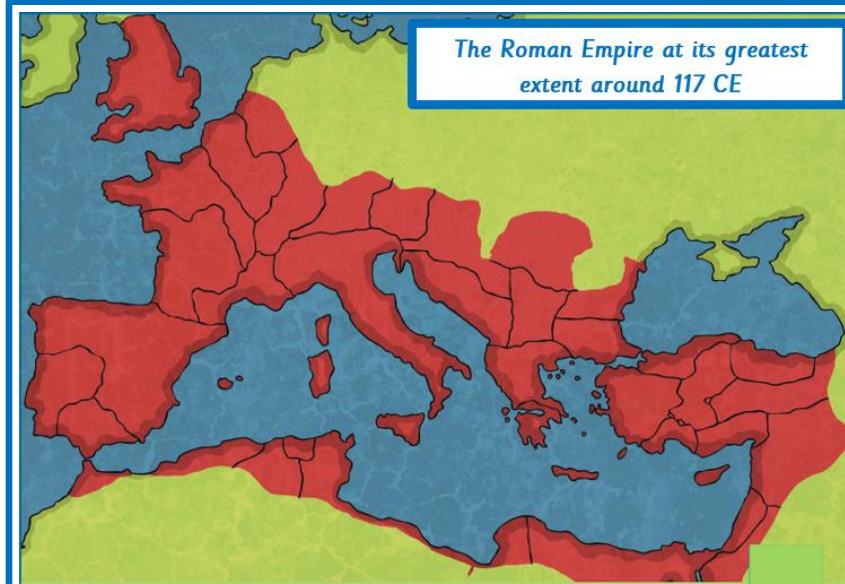 The Roman Empire at its greatest
extent around 117 CE